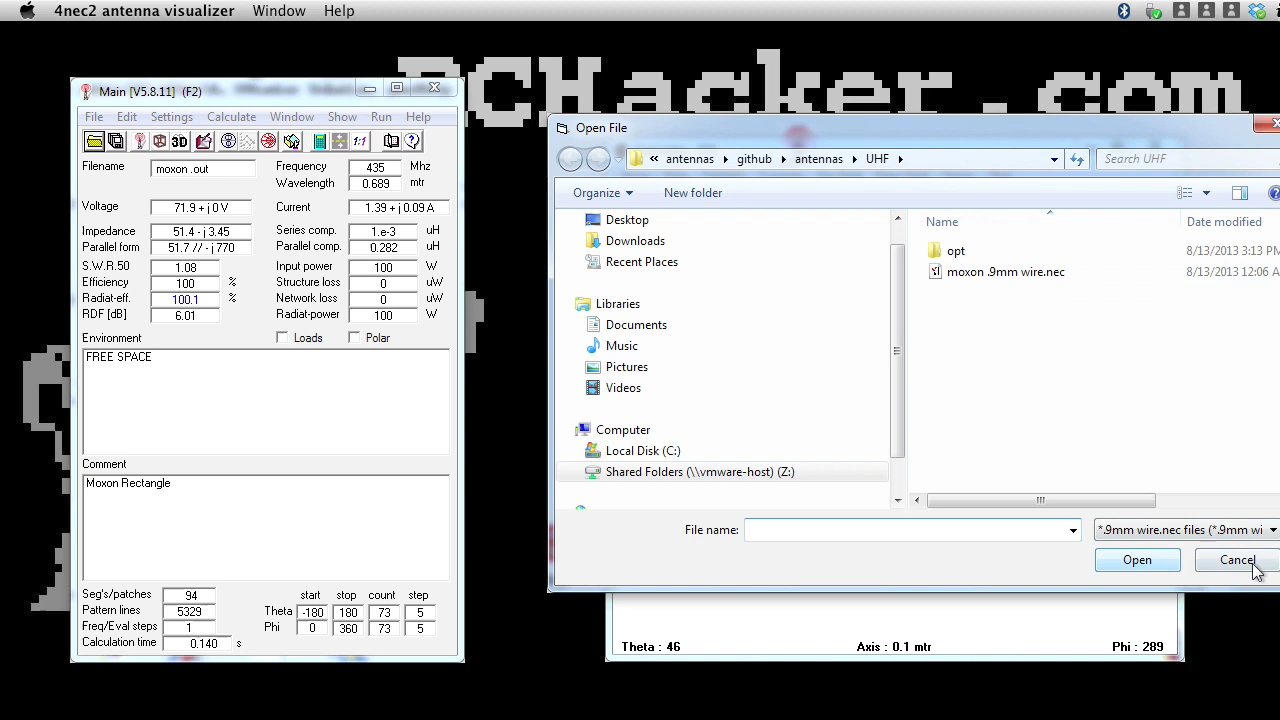 4nec2 antenna visualizer Window Help
PCHacker.com
Main [V5.8.11] (F2)
File Edit Settings Calculate Window Show Run Help
3D 1:1
Filename moxon .out Frequency 435 Mhz
Wavelength 0.689 mtr
Voltage 71.9 + j 0 V Current 1.39 + j 0.09 A
Impedance 51.4 - j 3.45 Series comp. 1.e-3 uH
Parallel form 51.7 // - j 770 Parallel comp. 0.282 uH
S.W.R.50 1.08 Input power 100 W
Efficiency 100 % Structure loss 0 uW
Radiat-eff. 100.1 % Network loss 0 uW
RDF [dB] 6.01 Radiat-power 100 W
Environment Loads Polar
FREE SPACE
Comment
Moxon Rectangle
Seg's/patches 94 start stop count step
Pattern lines 5329 Theta -180 180 73 5
Freq/Eval steps 1 Phi 0 360 73 5
Calculation time 0.140 s
Open File
« antennas github antennas UHF Search UHF
Organize New folder
Desktop
Downloads
Recent Places
Libraries
Documents
Music
Pictures
Videos
Computer
Local Disk (C:)
Shared Folders (\\vmware-host) (Z:)
Name Date modified
opt 8/13/2013 3:13 PM
moxon .9mm wire.nec 8/13/2013 12:06 A
File name: *.9mm wire.nec files (*.9mm wi
Open Cancel
Theta : 46 Axis : 0.1 mtr Phi : 289